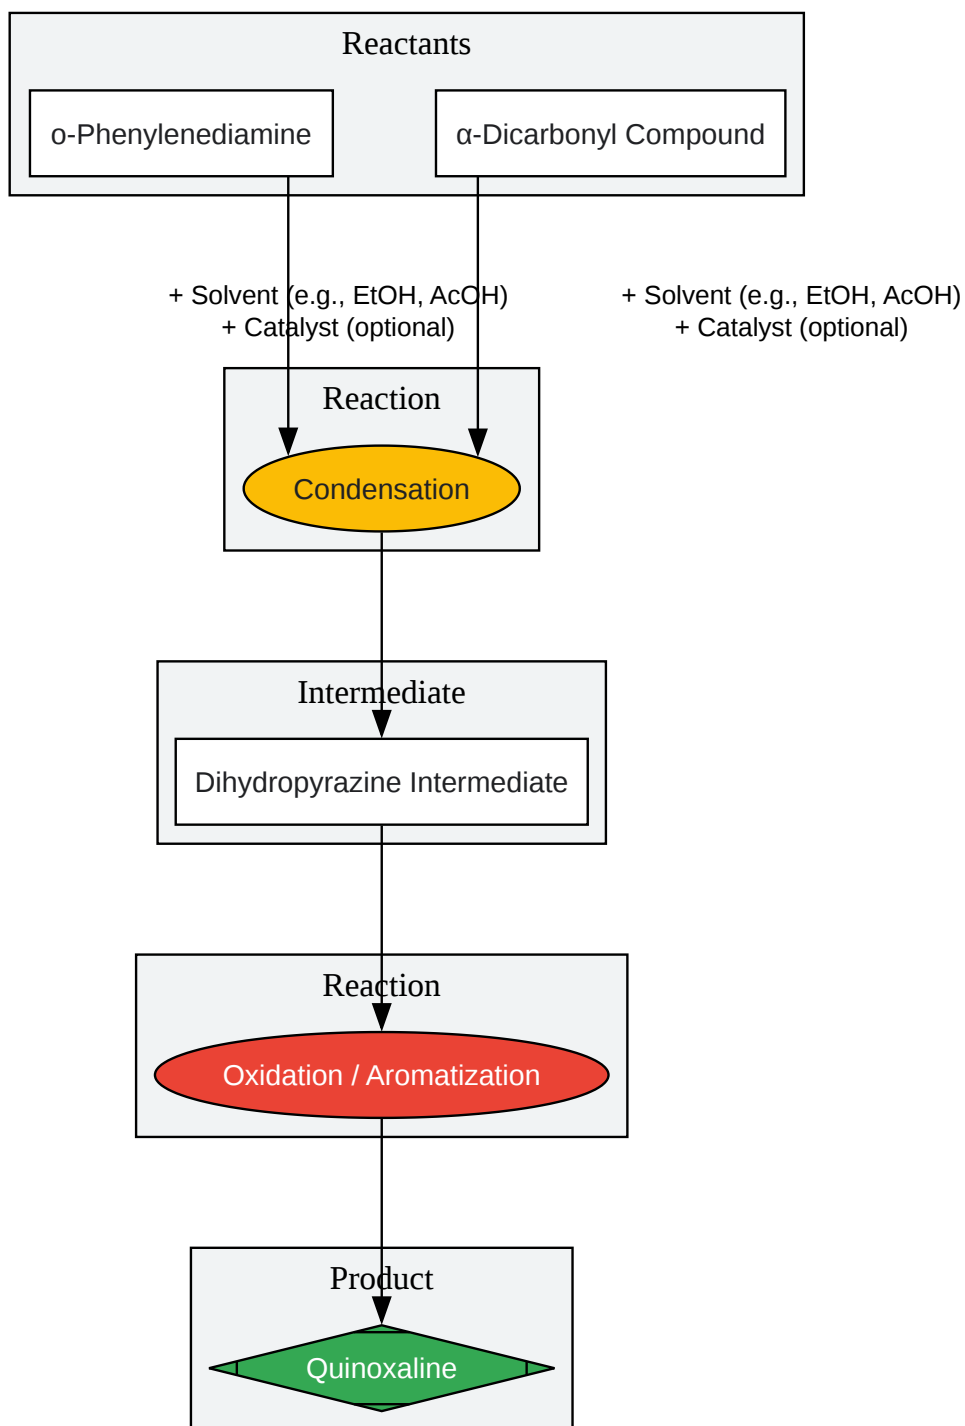 Reactants
o-Phenylenediamine
α-Dicarbonyl Compound
+ Solvent (e.g., EtOH, AcOH)
+ Catalyst (optional)
+ Solvent (e.g., EtOH, AcOH)
+ Catalyst (optional)
Reaction
Condensation
Intermediate
Dihydropyrazine Intermediate
Reaction
Oxidation / Aromatization
Product
Quinoxaline